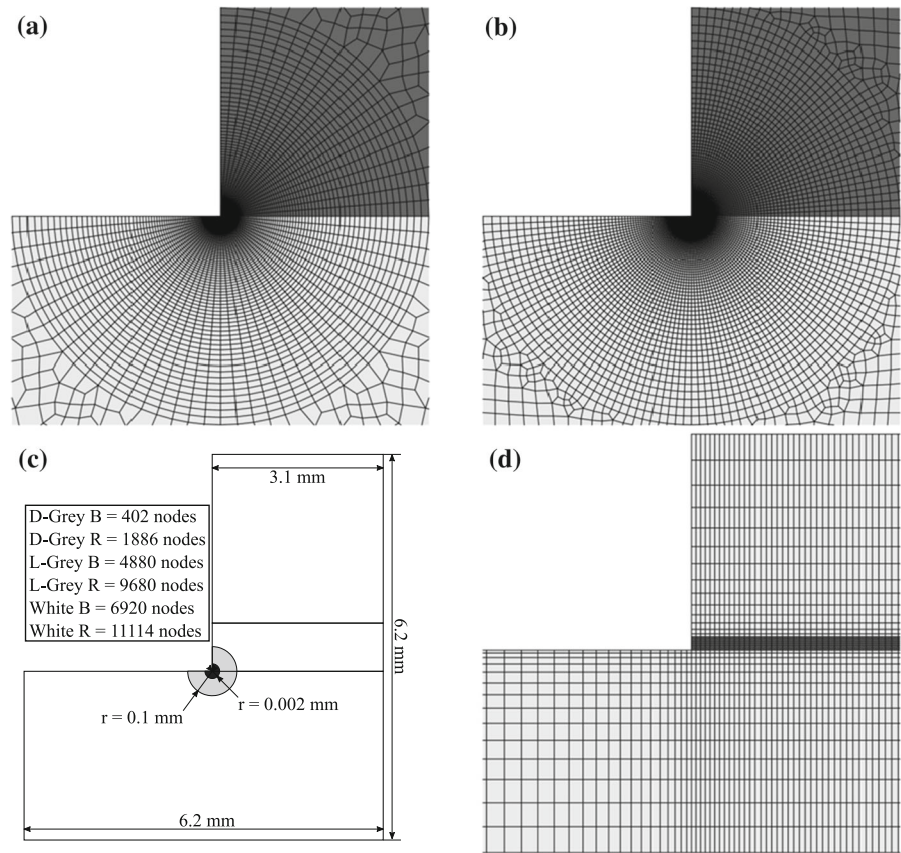 (a)
(b)
(c)
3.1 mm
D-Grey B = 402 nodes
D-Grey R = 1886 nodes
L-Grey B = 4880 nodes
L-Grey R = 9680 nodes
White B = 6920 nodes
White R = 11114 nodes
6.2 mm
r = 0.002 mm
r = 0.1 mm
6.2 mm
(d)